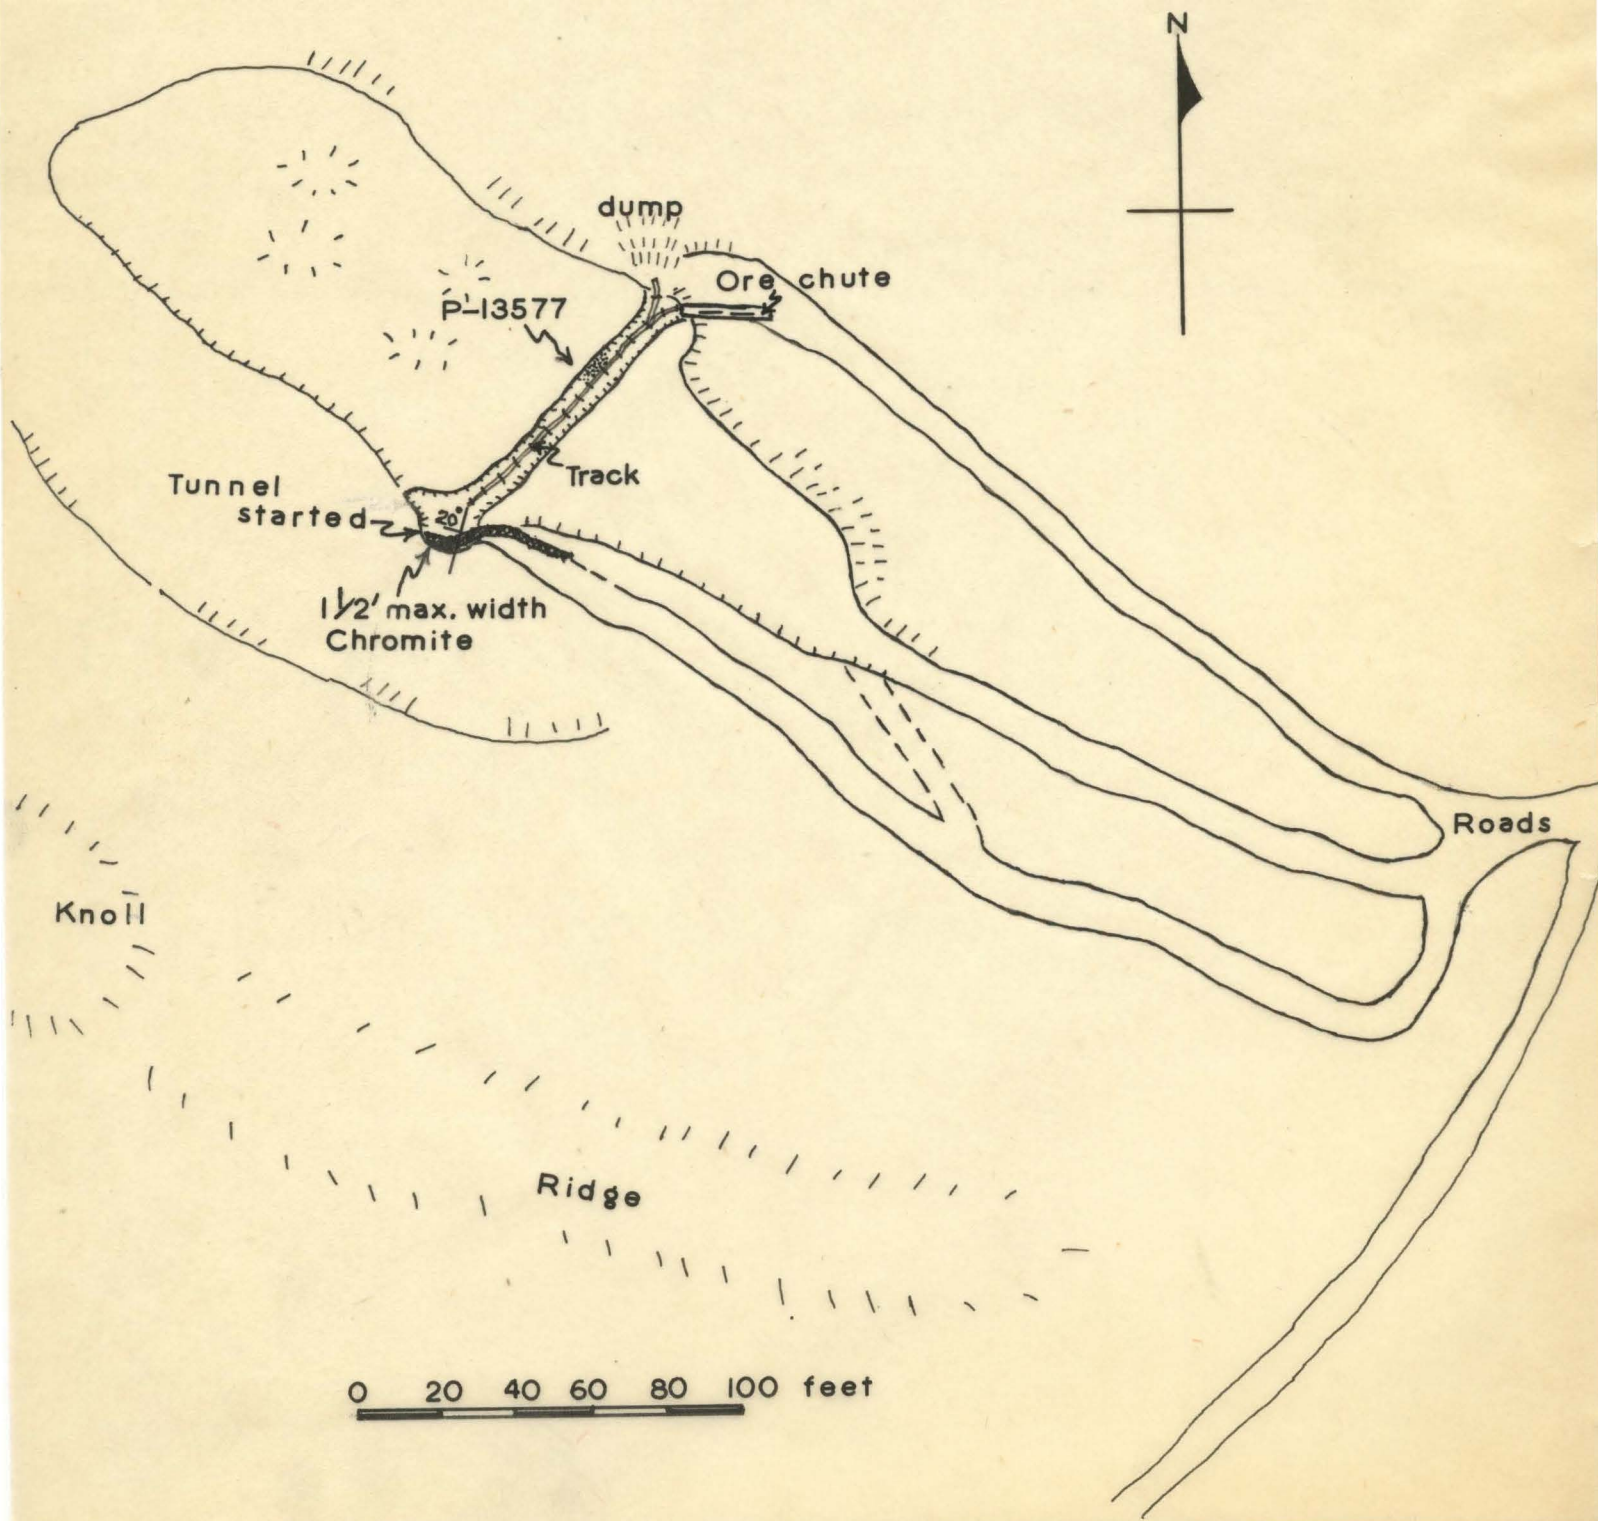 N
dump
Ore chute
P-13577
Track
Tunnel
started
20°
1 1/2' max. width
Chromite
Roads
Knoll
Ridge
0 20 40 60 80 100 feet